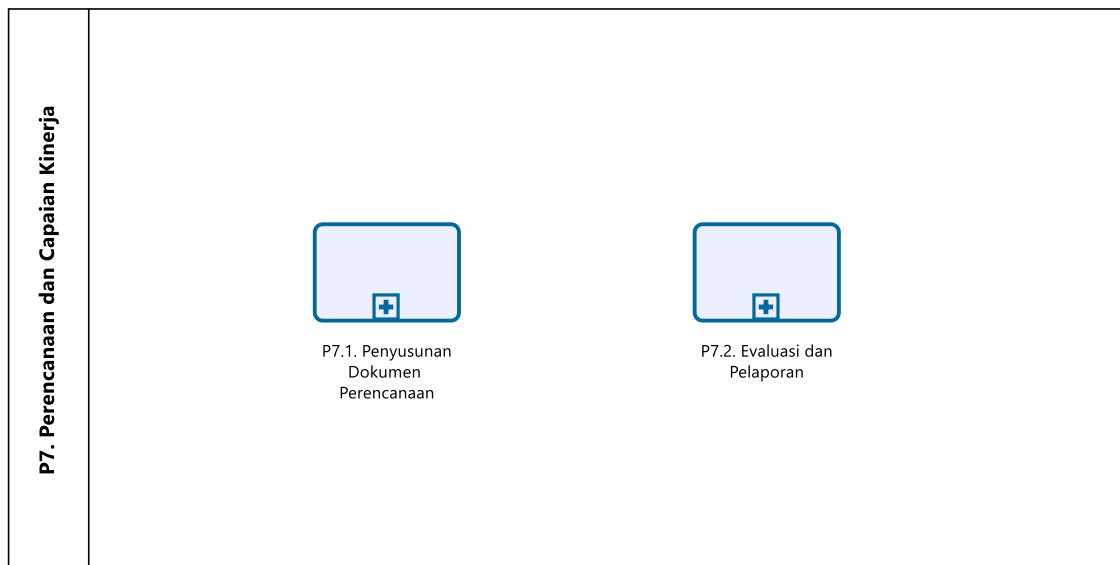 P7. Perencanaan dan Capaian Kinerja
P7.1. Penyusunan
Dokumen
Perencanaan
P7.2. Evaluasi dan
Pelaporan